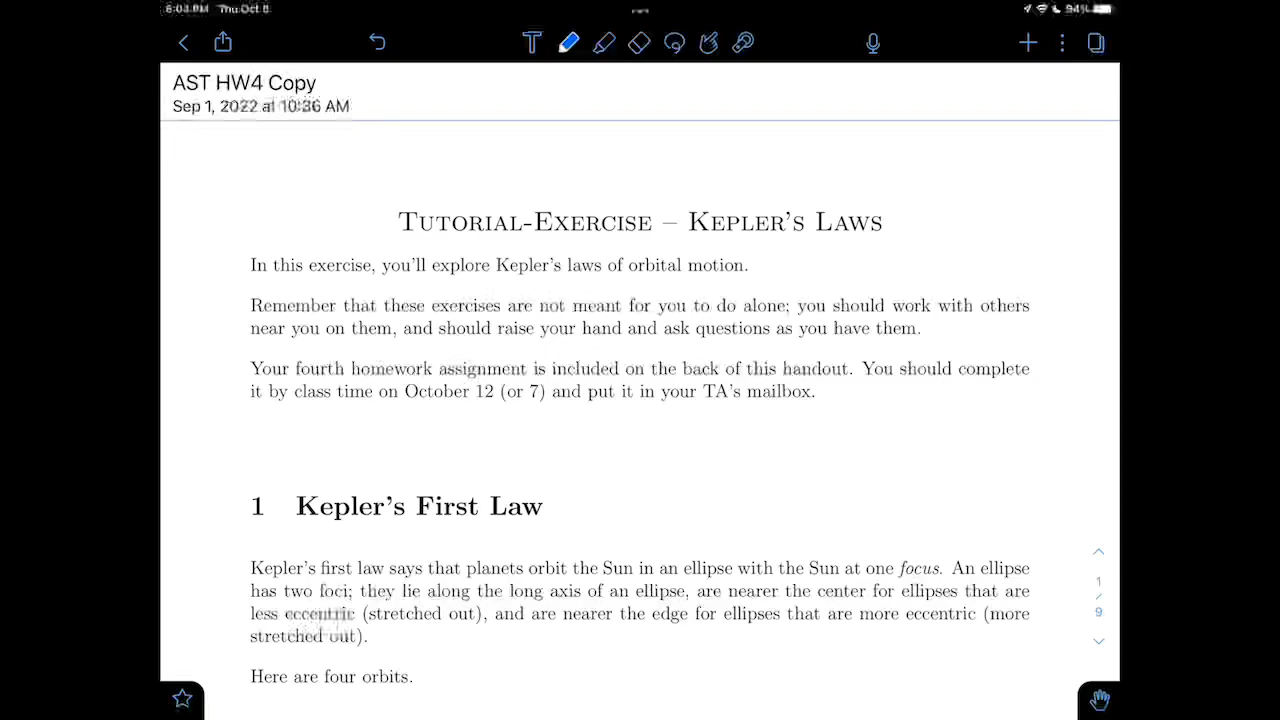 Thu Oct 6
94%
AST HW4 Copy
Sep 1, 2022 at 10:36 AM
TUTORIAL-EXERCISE – KEPLER'S LAWS
In this exercise, you'll explore Kepler's laws of orbital motion.
Remember that these exercises are not meant for you to do alone; you should work with others
near you on them, and should raise your hand and ask questions as you have them.
Your fourth homework assignment is included on the back of this handout. You should complete
it by class time on October 12 (or 7) and put it in your TA's mailbox.
1 Kepler's First Law
Kepler's first law says that planets orbit the Sun in an ellipse with the Sun at one focus. An ellipse
has two foci; they lie along the long axis of an ellipse, are nearer the center for ellipses that are
less eccentric (stretched out), and are nearer the edge for ellipses that are more eccentric (more
stretched out).
Here are four orbits.
1
/
9